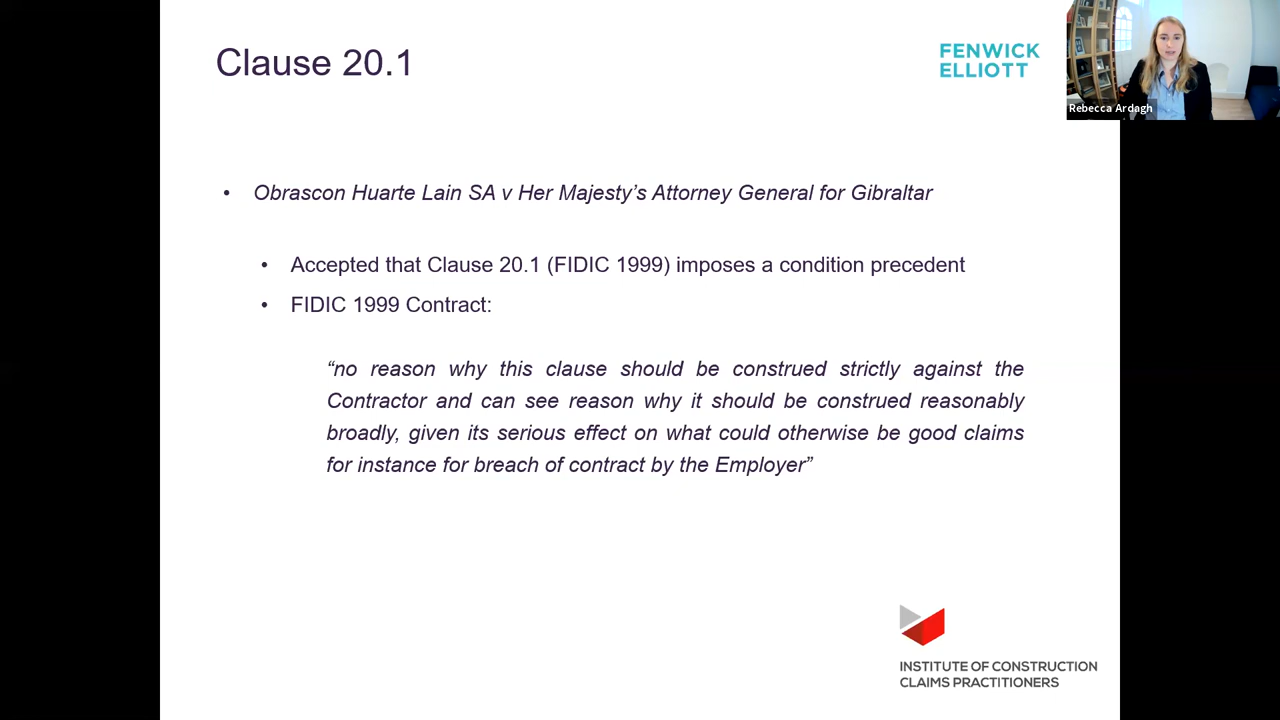 Clause 20.1
FENWICK
ELLIOTT
Rebecca Ardagh
• Obrascon Huarte Lain SA v Her Majesty’s Attorney General for Gibraltar
• Accepted that Clause 20.1 (FIDIC 1999) imposes a condition precedent
• FIDIC 1999 Contract:
“no reason why this clause should be construed strictly against the
Contractor and can see reason why it should be construed reasonably
broadly, given its serious effect on what could otherwise be good claims
for instance for breach of contract by the Employer”
INSTITUTE OF CONSTRUCTION
CLAIMS PRACTITIONERS